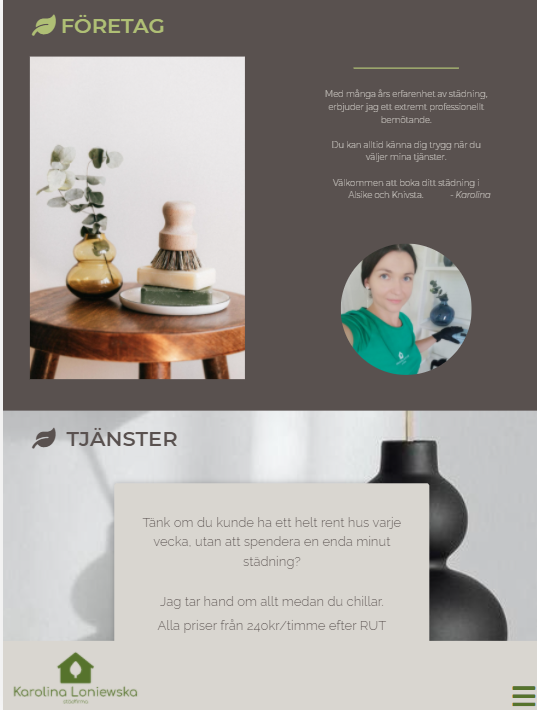 FÖRETAG
Med många års erfarenhet av städning,
erbjuder jag ett extremt professionellt
bemötande.
Du kan alltid känna dig trygg när du
väljer mina tjänster.
Välkommen att boka ditt städning i
Alsike och Knivsta. - Karolina
TJÄNSTER
Tänk om du kunde ha ett helt rent hus varje
vecka, utan att spendera en enda minut
städning?
Jag tar hand om allt medan du chillar.
Alla priser från 240kr/timme efter RUT
Karolina Loniewska
städfirma